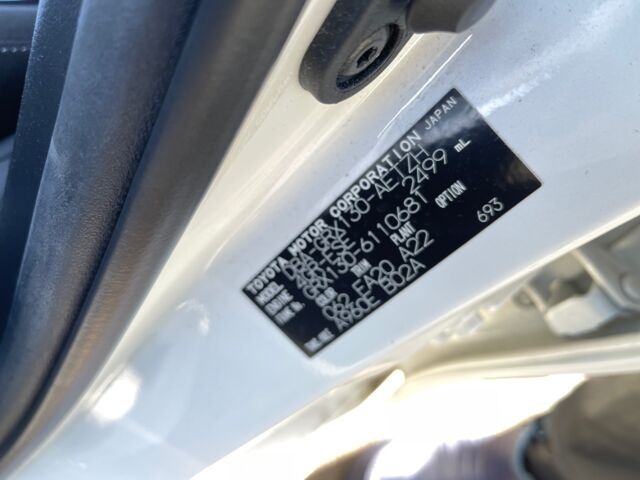 TOYOTA MOTOR CORPORATION JAPAN
MODEL DBA-GRX130-AETZH
ENGINE 4GR-FSE 2499 mL
FRAME No. GRX130-6110681
COLOR TRIM PLANT OPTION
062 FA20 A22 693
TRANS./AXLE A960E B02A